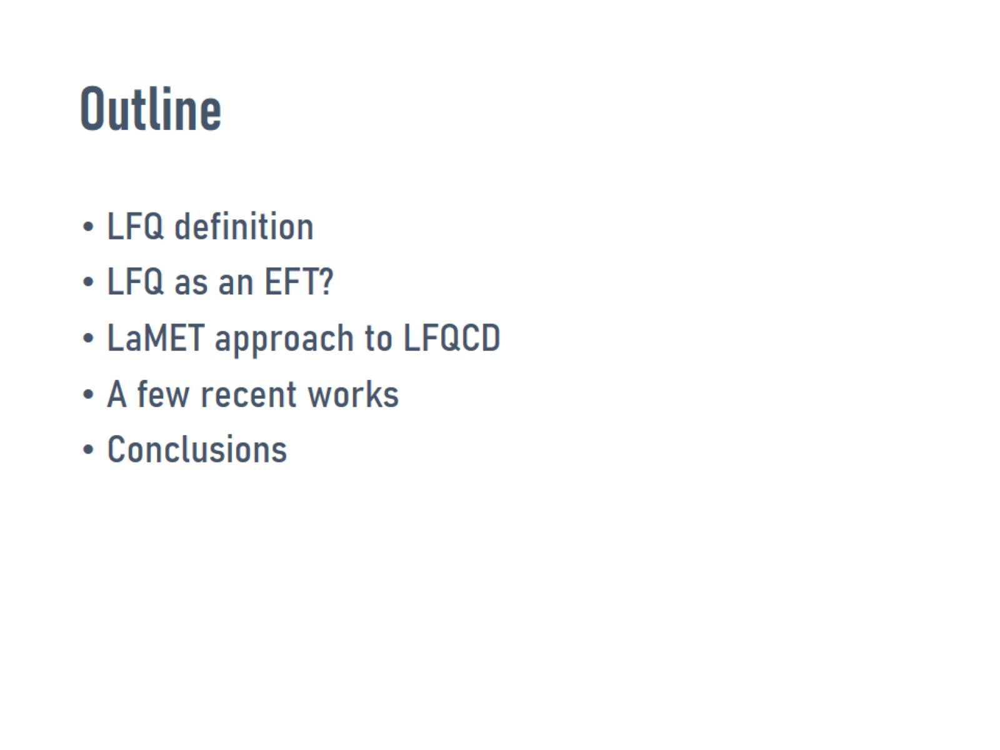 Outline
• LFQ definition
• LFQ as an EFT?
• LaMET approach to LFQCD
• A few recent works
• Conclusions